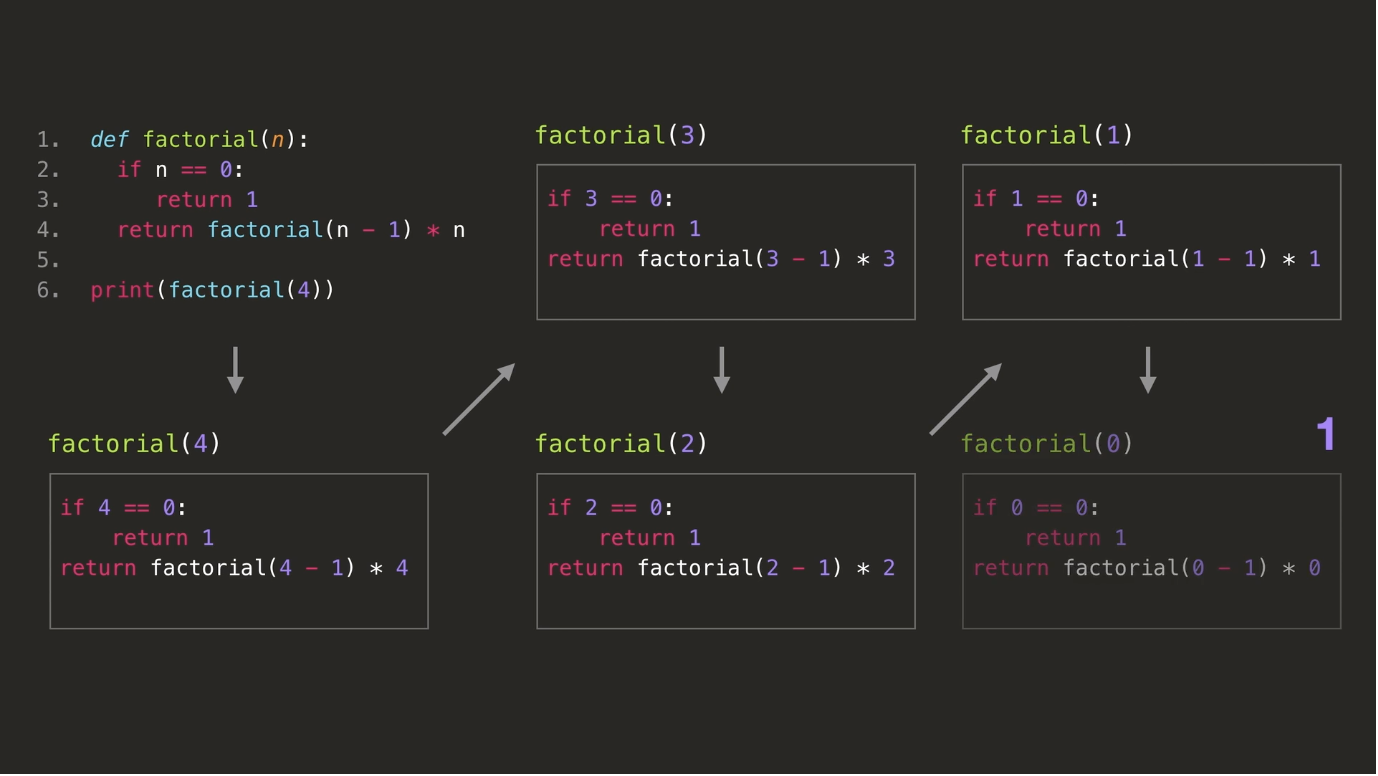 1. def factorial(n):
2. if n == 0:
3. return 1
4. return factorial(n - 1) * n
5.
6. print(factorial(4))
factorial(4)
if 4 == 0:
return 1
return factorial(4 - 1) * 4
factorial(3)
if 3 == 0:
return 1
return factorial(3 - 1) * 3
factorial(2)
if 2 == 0:
return 1
return factorial(2 - 1) * 2
factorial(1)
if 1 == 0:
return 1
return factorial(1 - 1) * 1
factorial(0)
1
if 0 == 0:
return 1
return factorial(0 - 1) * 0